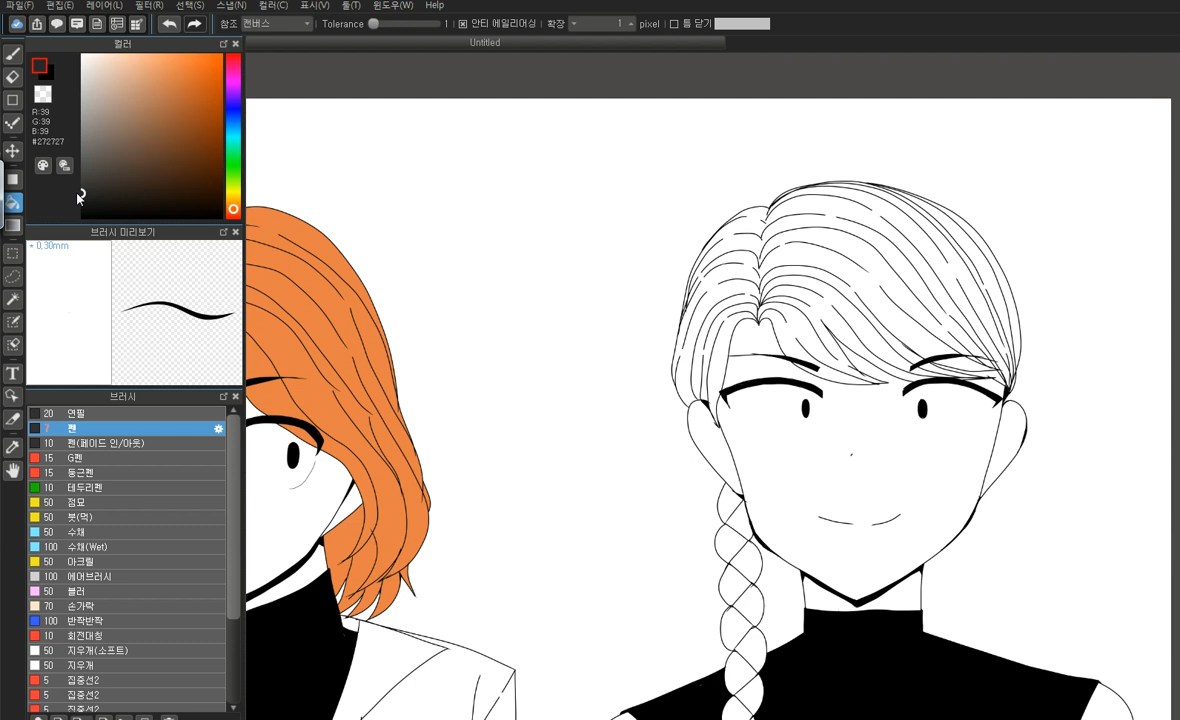 파일(F) 편집(E) 레이어(L) 필터(R) 선택(S) 스냅(N) 컬러(C) 표시(V) 툴(T) 윈도우(W) Help
참조 캔버스 Tolerance 1 안티 에일리어싱 확장 1 pixel 틈 닫기
Untitled
컬러
R:39
G:39
B:39
#272727
브러시 미리보기
* 0.30mm
브러시
20 연필
7 펜
10 펜(페이드 인/아웃)
15 G펜
15 둥근펜
10 테두리펜
50 점묘
50 붓(먹)
50 수채
100 수채(Wet)
50 아크릴
100 에어브러시
50 블러
70 손가락
100 반작반짝
10 회전대칭
50 지우개(소프트)
50 지우개
5 집중선2
5 집중선2
5 집중선2